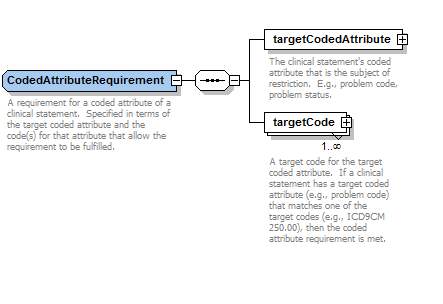 targetCodedAttribute
The clinical statement's coded
attribute that is the subject of
restriction.  E.g., problem code,
problem status.
CodedAttributeRequirement
A requirement for a coded attribute of a
clinical statement.  Specified in terms of
the target coded attribute and the
code(s) for that attribute that allow the
requirement to be fulfilled.
targetCode
1..∞
A target code for the target
coded attribute.  If a clinical
statement has a target coded
attribute (e.g., problem code)
that matches one of the
target codes (e.g., ICD9CM
250.00), then the coded
attribute requirement is met.